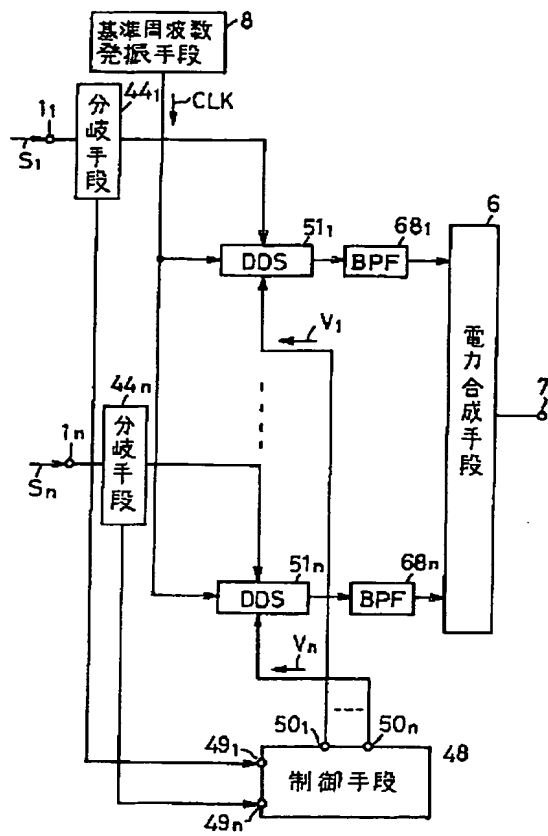 8
基準周波数
発振手段
CLK
44₁
1₁
S₁
分岐手段
6
51₁
68₁
DDS
BPF
V₁
電力合成手段
7
44n
1n
Sn
分岐手段
51n
68n
DDS
BPF
Vn
50₁
50n
49₁
48
制御手段
49n